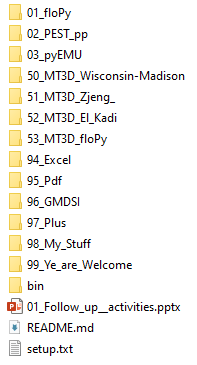 01_floPy
02_PEST_pp
03_pyEMU
50_MT3D_Wisconsin-Madison
51_MT3D_Zjeng_
52_MT3D_El_Kadi
53_MT3D_floPy
94_Excel
95_Pdf
96_GMDSI
97_Plus
98_My_Stuff
99_Ye_are_Welcome
bin
01_Follow_up__activities.pptx
README.md
setup.txt